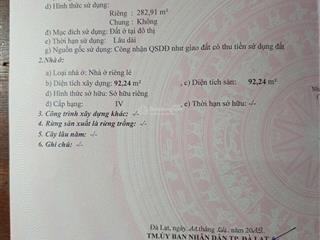 d) Hình thức sử dụng:
Riêng : 282,91 m²
Chung : Không
đ) Mục đích sử dụng: Đất ở tại đô thị
e) Thời hạn sử dụng: Lâu dài
g) Nguồn gốc sử dụng: Công nhận QSDĐ như giao đất có thu tiền sử dụng đất
2.Nhà ở:
a) Loại nhà ở: Nhà ở riêng lẻ
b) Diện tích xây dựng: 92,24 m² c) Diện tích sàn: 92,24 m²
d) Hình thức sở hữu: Sở hữu riêng
đ) Cấp hạng: IV e) Thời hạn sở hữu: -/-
3. Công trình xây dựng khác: -/-
4. Rừng sản xuất là rừng trồng: -/-
5. Cây lâu năm: -/-
6. Ghi chú: -/-
Đà Lạt, ngày tháng năm
TM.ỦY BAN NHÂN DÂN TP. ĐÀ LẠT